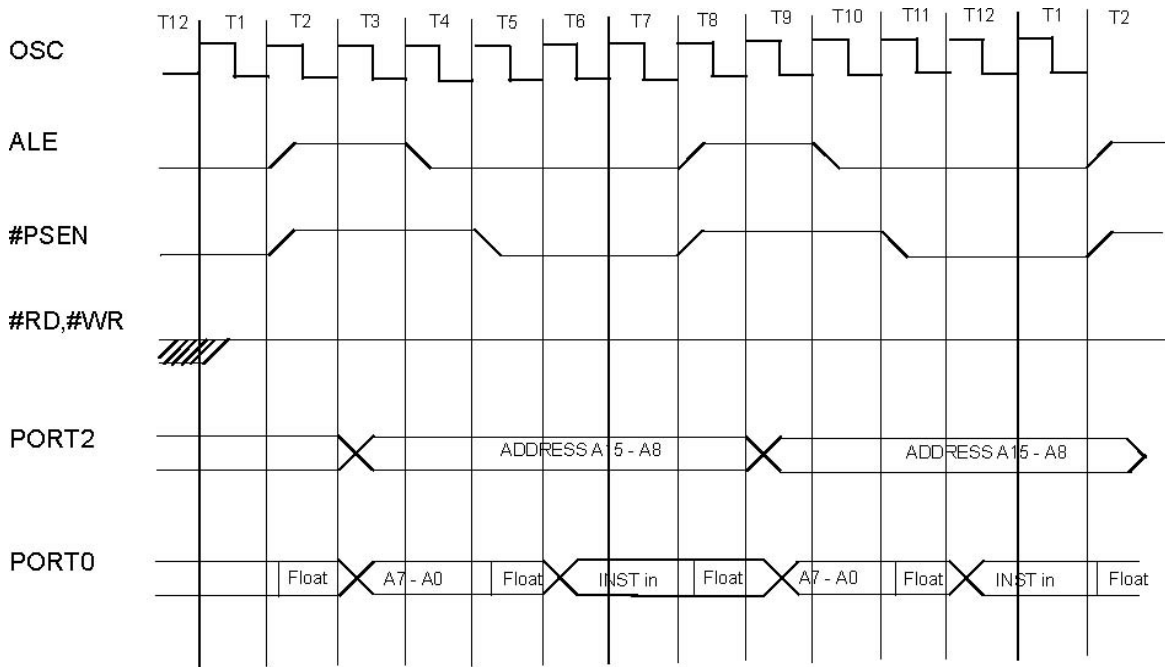 T12 T1 T2 T3 T4 T5 T6 T7 T8 T9 T10 T11 T12 T1 T2
OSC
ALE
#PSEN
#RD,#WR
PORT2 ADDRESS A15 - A8 ADDRESS A15 - A8
PORT0 Float A7 - A0 Float INST in Float A7 - A0 Float INST in Float